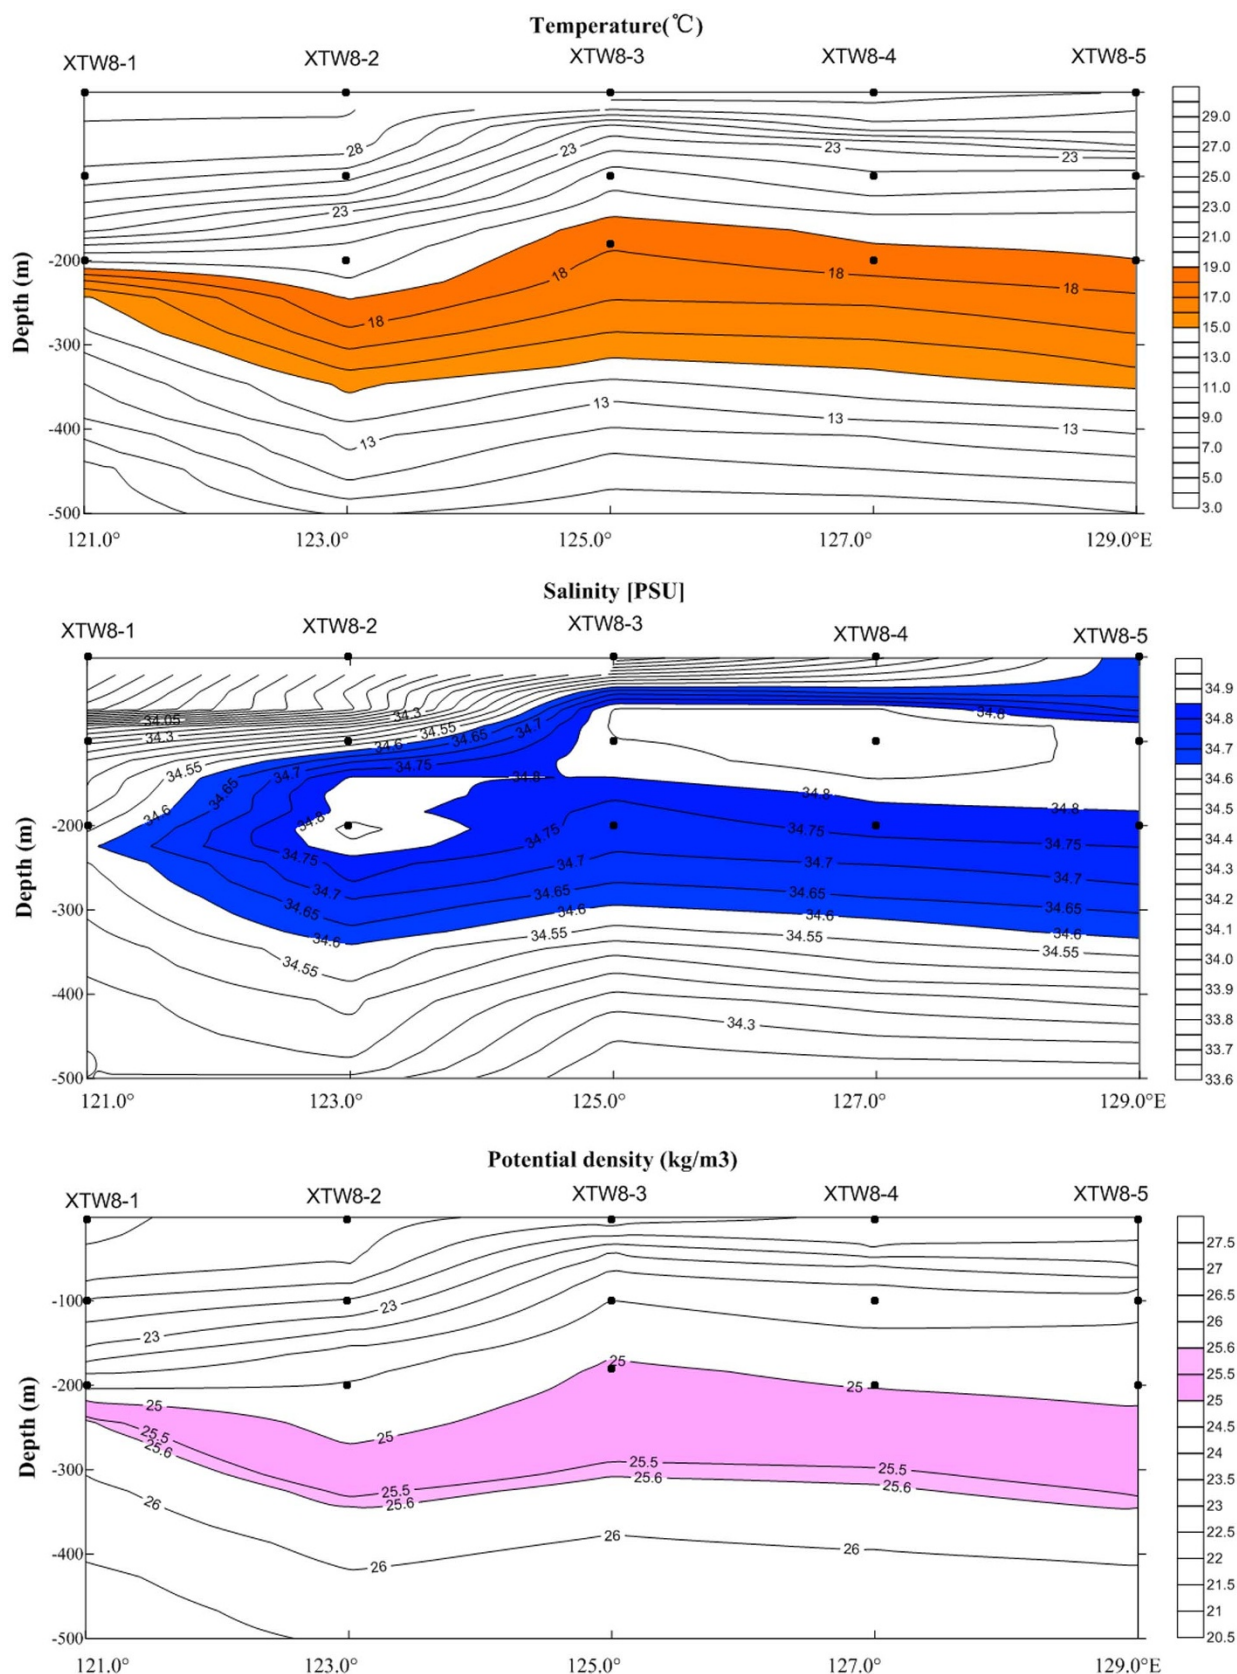 Temperature(℃)
XTW8-1 XTW8-2 XTW8-3 XTW8-4 XTW8-5
28 23 23 23
23
18 18 18
18
13 13 13
13
Depth (m)
-200
-300
-400
-500
121.0° 123.0° 125.0° 127.0° 129.0°E
29.0
27.0
25.0
23.0
21.0
19.0
17.0
15.0
13.0
11.0
9.0
7.0
5.0
3.0
Salinity [PSU]
XTW8-1 XTW8-2 XTW8-3 XTW8-4 XTW8-5
34.05 34.3 34.8
34.3 34.6 34.55 34.65 34.7
34.55 34.65 34.7 34.75 34.8
34.6 34.8 34.8 34.8
34.75 34.75 34.75 34.75
34.7 34.7 34.7 34.7
34.65 34.65 34.65 34.65
34.6 34.6 34.6 34.6
34.55 34.55 34.55 34.55
34.3
Depth (m)
-100
-200
-300
-400
-500
121.0° 123.0° 125.0° 127.0° 129.0°E
34.9
34.8
34.7
34.6
34.5
34.4
34.3
34.2
34.1
34.0
33.9
33.8
33.7
33.6
Potential density (kg/m3)
XTW8-1 XTW8-2 XTW8-3 XTW8-4 XTW8-5
23 23
25 25 25 25
25.5 25.5 25.5 25.5
25.6 25.6 25.6 25.6
26 26 26 26
Depth (m)
-100
-200
-300
-400
-500
121.0° 123.0° 125.0° 127.0° 129.0°E
27.5
27
26.5
26
25.6
25.5
25
24.5
24
23.5
23
22.5
22
21.5
21
20.5